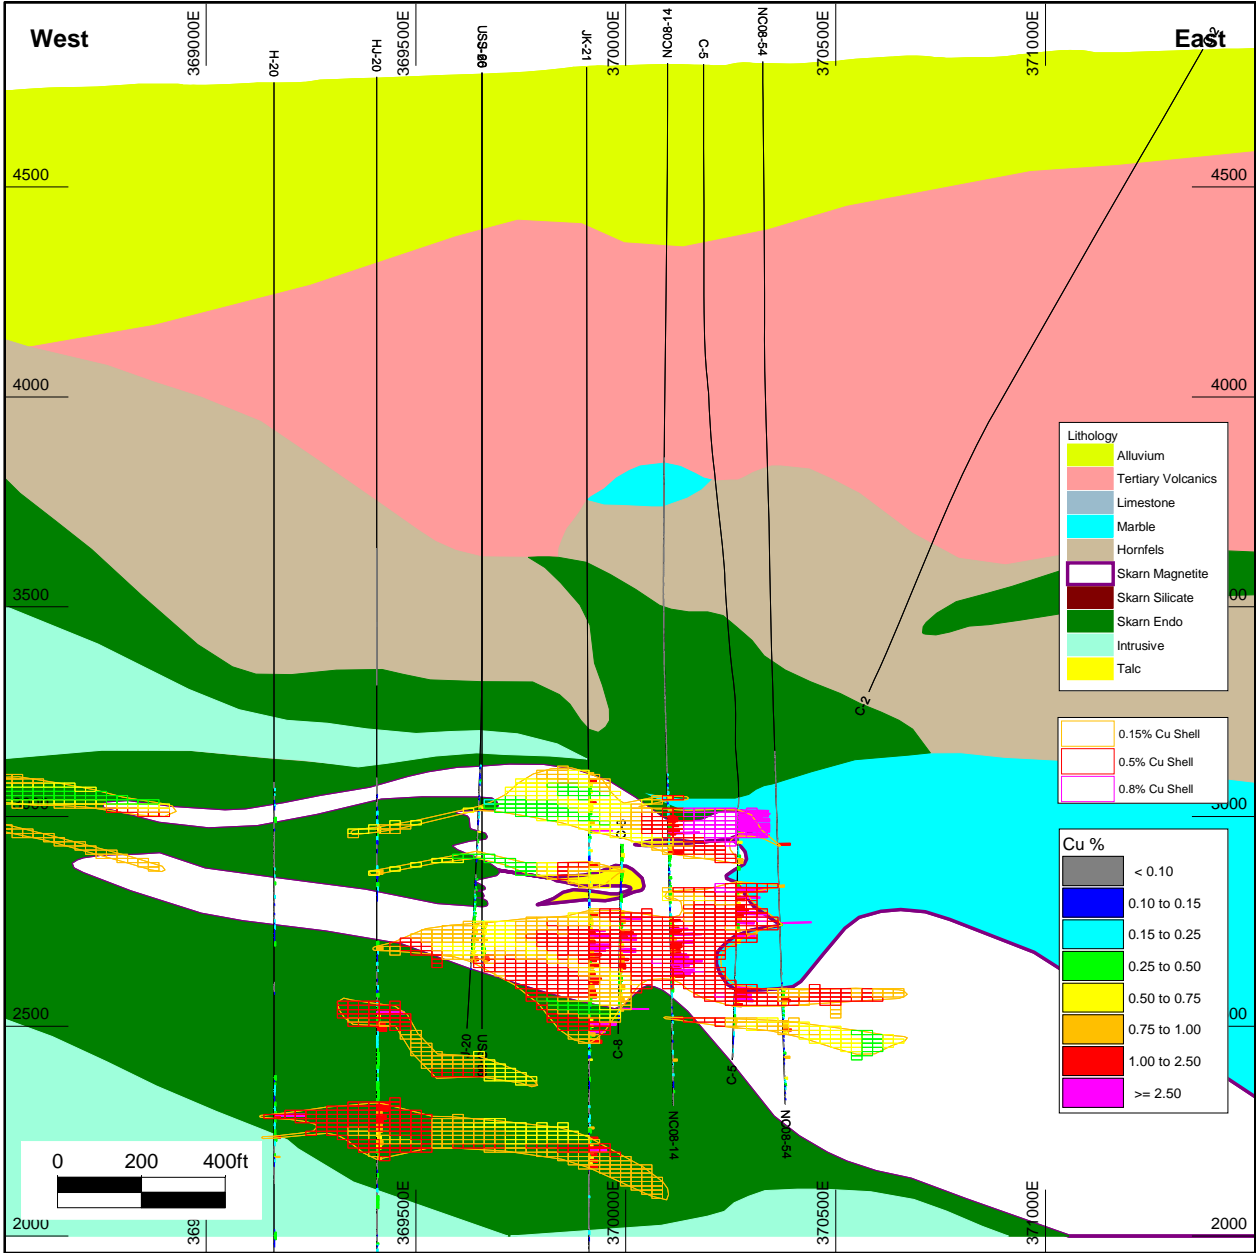 West
East
369000E
369500E
370000E
370500E
371000E
H-20
HJ-20
JK-21
NC08-14
C-5
NC08-54
C-2
4500
4500
4000
4000
3500
3000
2500
2000
2000
Lithology
Alluvium
Tertiary Volcanics
Limestone
Marble
Hornfels
Skarn Magnetite
Skarn Silicate
Skarn Endo
Intrusive
Talc
0.15% Cu Shell
0.5% Cu Shell
0.8% Cu Shell
Cu %
< 0.10
0.10 to 0.15
0.15 to 0.25
0.25 to 0.50
0.50 to 0.75
0.75 to 1.00
1.00 to 2.50
>= 2.50
C-8
C-5
NC08-14
NC08-54
0 200 400ft
369500E
370000E
370500E
371000E